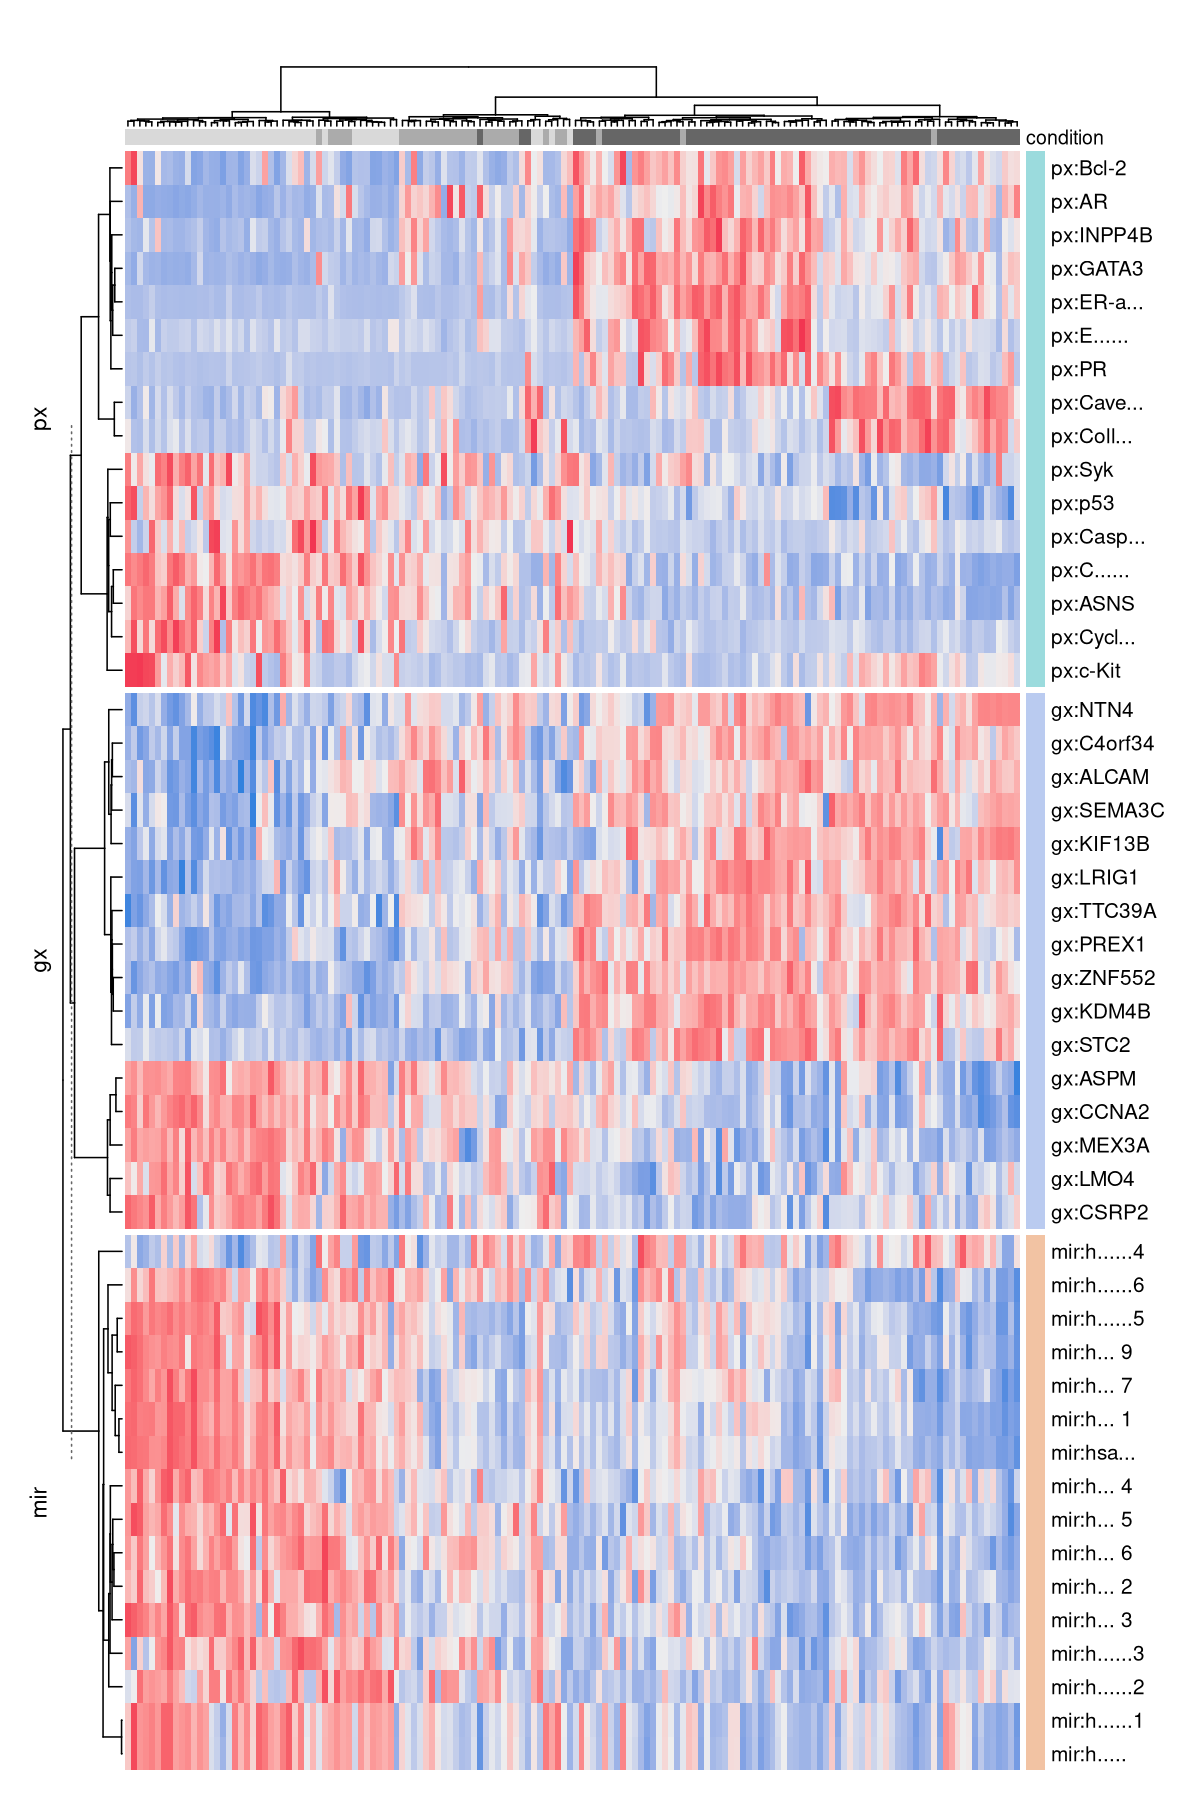 condition
px
px:Bcl-2
px:AR
px:INPP4B
px:GATA3
px:ER-a...
px:E......
px:PR
px:Cave...
px:Coll...
px:Syk
px:p53
px:Casp...
px:C......
px:ASNS
px:Cycl...
px:c-Kit
gx
gx:NTN4
gx:C4orf34
gx:ALCAM
gx:SEMA3C
gx:KIF13B
gx:LRIG1
gx:TTC39A
gx:PREX1
gx:ZNF552
gx:KDM4B
gx:STC2
gx:ASPM
gx:CCNA2
gx:MEX3A
gx:LMO4
gx:CSRP2
mir
mir:h......4
mir:h......6
mir:h......5
mir:h... 9
mir:h... 7
mir:h... 1
mir:hsa...
mir:h... 4
mir:h... 5
mir:h... 6
mir:h... 2
mir:h... 3
mir:h......3
mir:h......2
mir:h......1
mir:h.....